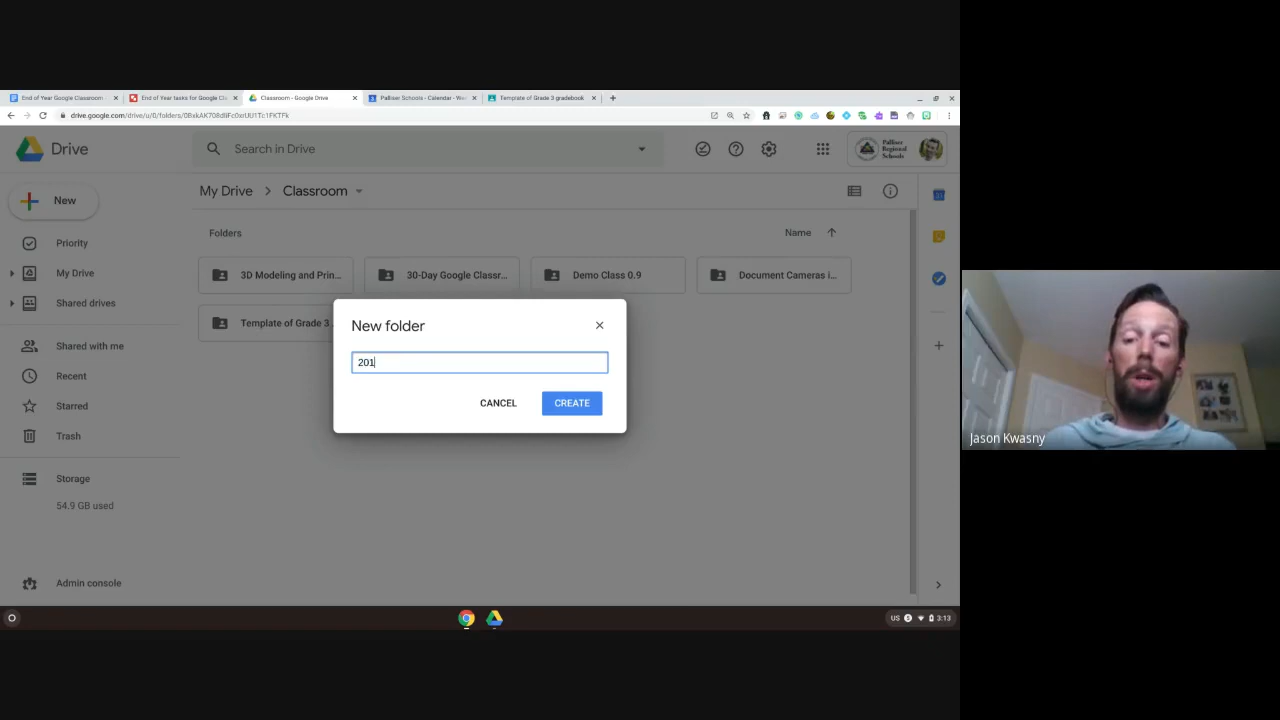 End of Year Google Classroom
End of Year tasks for Google Cla
Classroom - Google Drive
Palliser Schools - Calendar - We
Template of Grade 3 gradebook
Drive
Search in Drive
Palliser
Regional
Schools
New
My Drive
Classroom
Priority
My Drive
Shared drives
Shared with me
Recent
Starred
Trash
Storage
54.9 GB used
Admin console
Folders
Name
3D Modeling and Prin...
30-Day Google Classr...
Demo Class 0.9
Document Cameras i...
Template of Grade 3
New folder
201
CANCEL
CREATE
US
3:13
Jason Kwasny